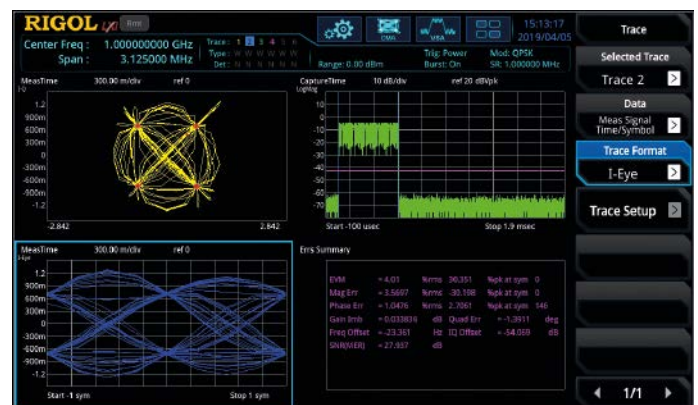 RIGOL Rmt
Center Freq : 1.000000000 GHz
Span : 3.125000 MHz
Trace : 1 2 3 4 5 6
Type : W W W W W W
Det : N N N N N N
Range: 0.00 dBm
DMA
VSA
Trig: Power
Burst: On
Mod: QPSK
SR: 1.000000 MHz
15:13:17
2019/04/05
MeasTime 300.00 m/div ref 0
I-Q
1.2
900m
600m
300m
0
-300m
-600m
-900m
-1.2
-2.842 2.842
CaptureTime 10 dB/div ref 20 dBVpk
LogMag
10
0
-10
-20
-30
-40
-50
-60
-70
Start -100 usec Stop 1.9 msec
MeasTime 300.00 m/div ref 0
I-Eye
1.2
900m
600m
300m
0
-300m
-600m
-900m
-1.2
Start -1 sym Stop 1 sym
Errs Summary
EVM = 4.01 %rms 30.351 %pk at sym 0
Mag Err = 3.5697 %rms -30.198 %pk at sym 0
Phase Err = 1.0476 %rms 2.7061 %pk at sym 146
Gain Imb = 0.033839 dB Quad Err = -1.3911 deg
Freq Offset = -23.361 Hz IQ Offset = -54.069 dB
SNR(MER) = 27.937 dB
Trace
Selected Trace
Trace 2
Data
Meas Signal
Time/Symbol
Trace Format
I-Eye
Trace Setup
1/1